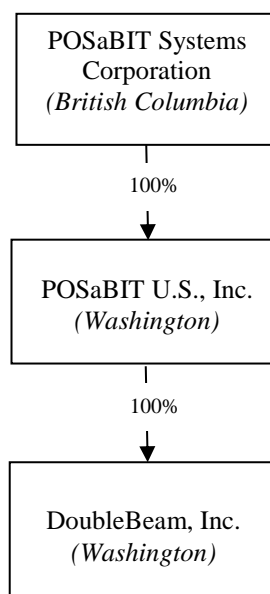 POSaBIT Systems
Corporation
(British Columbia)
100%
POSaBIT U.S., Inc.
(Washington)
100%
DoubleBeam, Inc.
(Washington)